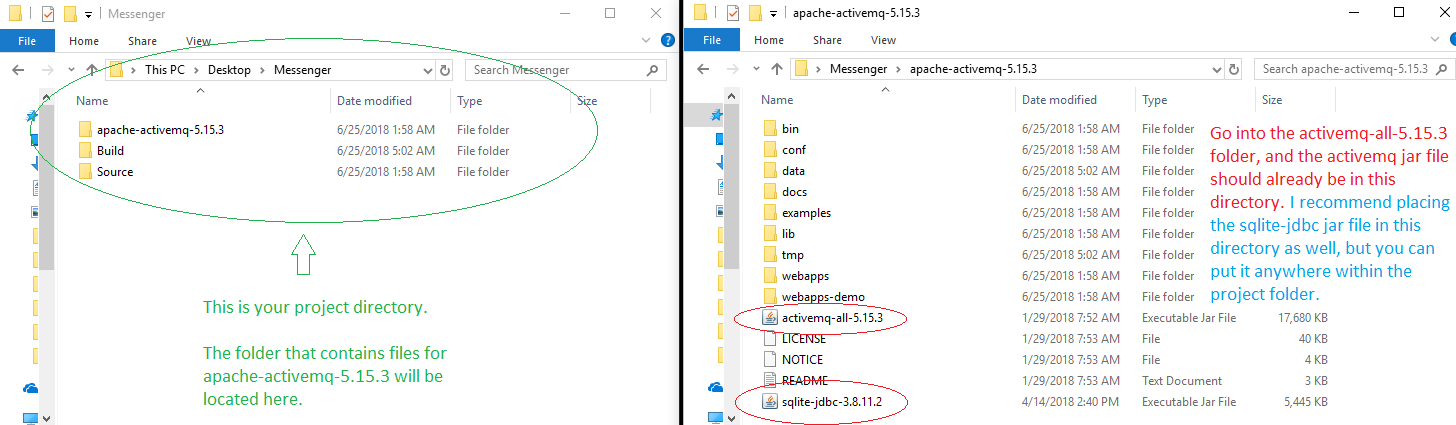 Messenger
File Home Share View
This PC Desktop Messenger Search Messenger
Name Date modified Type Size
apache-activemq-5.15.3 6/25/2018 1:58 AM File folder
Build 6/25/2018 5:02 AM File folder
Source 6/25/2018 1:58 AM File folder
This is your project directory.
The folder that contains files for
apache-activemq-5.15.3 will be
located here.
apache-activemq-5.15.3
File Home Share View
Messenger apache-activemq-5.15.3 Search apache-activemq-5.15.3
Name Date modified Type Size
bin 6/25/2018 1:58 AM File folder
conf 6/25/2018 1:58 AM File folder
data 6/25/2018 5:02 AM File folder
docs 6/25/2018 1:58 AM File folder
examples 6/25/2018 1:58 AM File folder
lib 6/25/2018 1:58 AM File folder
tmp 6/25/2018 5:02 AM File folder
webapps 6/25/2018 1:58 AM File folder
webapps-demo 6/25/2018 1:58 AM File folder
activemq-all-5.15.3 1/29/2018 7:52 AM Executable Jar File 17,680 KB
LICENSE 1/29/2018 7:53 AM File 40 KB
NOTICE 1/29/2018 7:53 AM File 4 KB
README 1/29/2018 7:53 AM Text Document 3 KB
sqlite-jdbc-3.8.11.2 4/14/2018 2:40 PM Executable Jar File 5,445 KB
Go into the activemq-all-5.15.3
folder, and the activemq jar file
should already be in this
directory. I recommend placing
the sqlite-jdbc jar file in this
directory as well, but you can
put it anywhere within the
project folder.